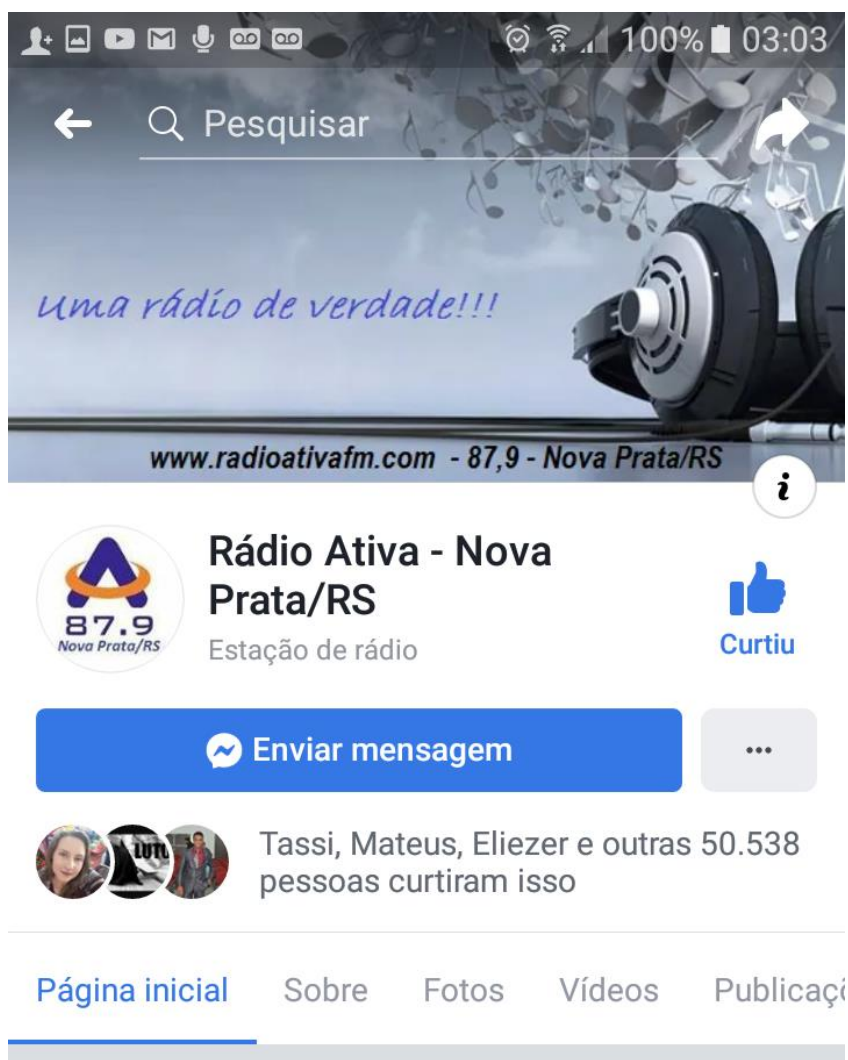 100% 03:03
Pesquisar
uma rádio de verdade!!!
www.radioativafm.com - 87,9 - Nova Prata/RS
i
Rádio Ativa - Nova
Prata/RS
Estação de rádio
87.9
Nova Prata/RS
Curtiu
Enviar mensagem
LUTO
Tassi, Mateus, Eliezer e outras 50.538
pessoas curtiram isso
Página inicial Sobre Fotos Vídeos Publicaçõ